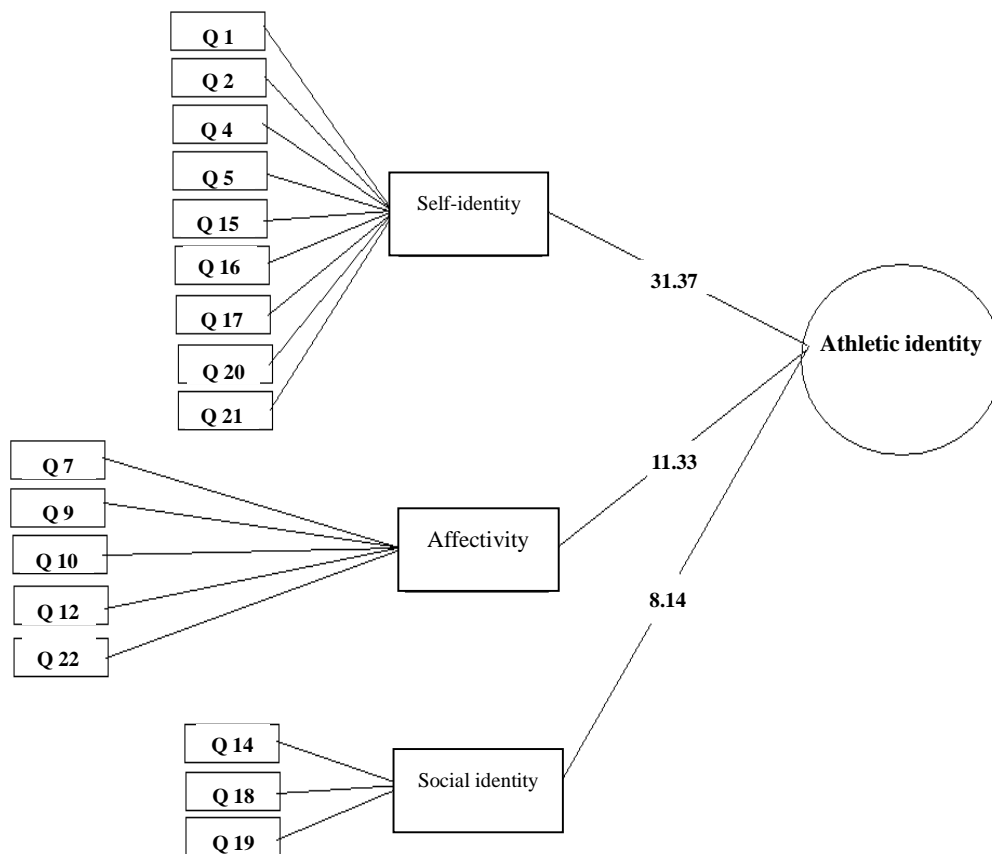 Q 1
Q 2
Q 4
Q 5
Q 15
Q 16
Q 17
Q 20
Q 21
Self-identity
31.37
Athletic identity
Q 7
Q 9
Q 10
Q 12
Q 22
Affectivity
11.33
Q 14
Q 18
Q 19
Social identity
8.14